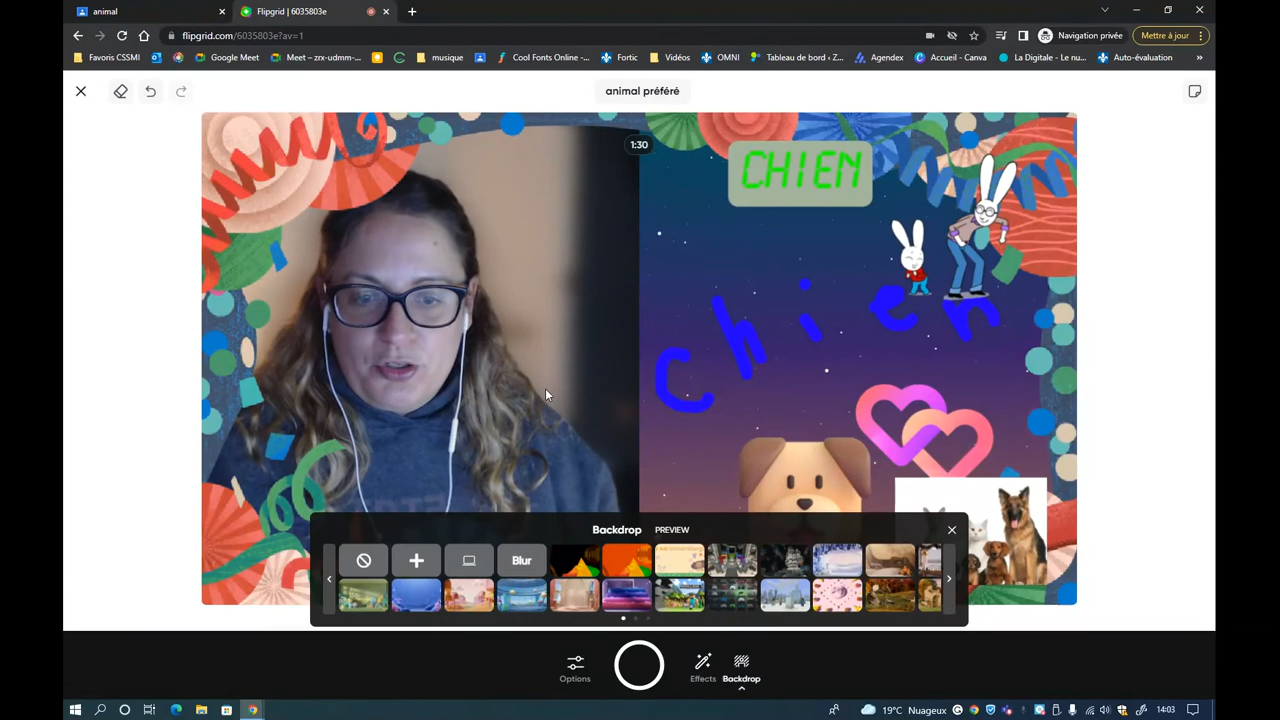 animal
Flipgrid | 6035803e
flipgrid.com/6035803e?av=1
Navigation privée
Mettre à jour
Favoris CSSMI
Google Meet
Meet – zrx-udmm-...
musique
Cool Fonts Online -...
Fortic
Vidéos
OMNI
Tableau de bord ‹ Z...
Agendex
Accueil - Canva
La Digitale - Le nu...
Auto-évaluation
»
animal préféré
1:30
CHIEN
Chien
Backdrop PREVIEW
Blur
Options
Effects
Backdrop
19°C Nuageux
14:03